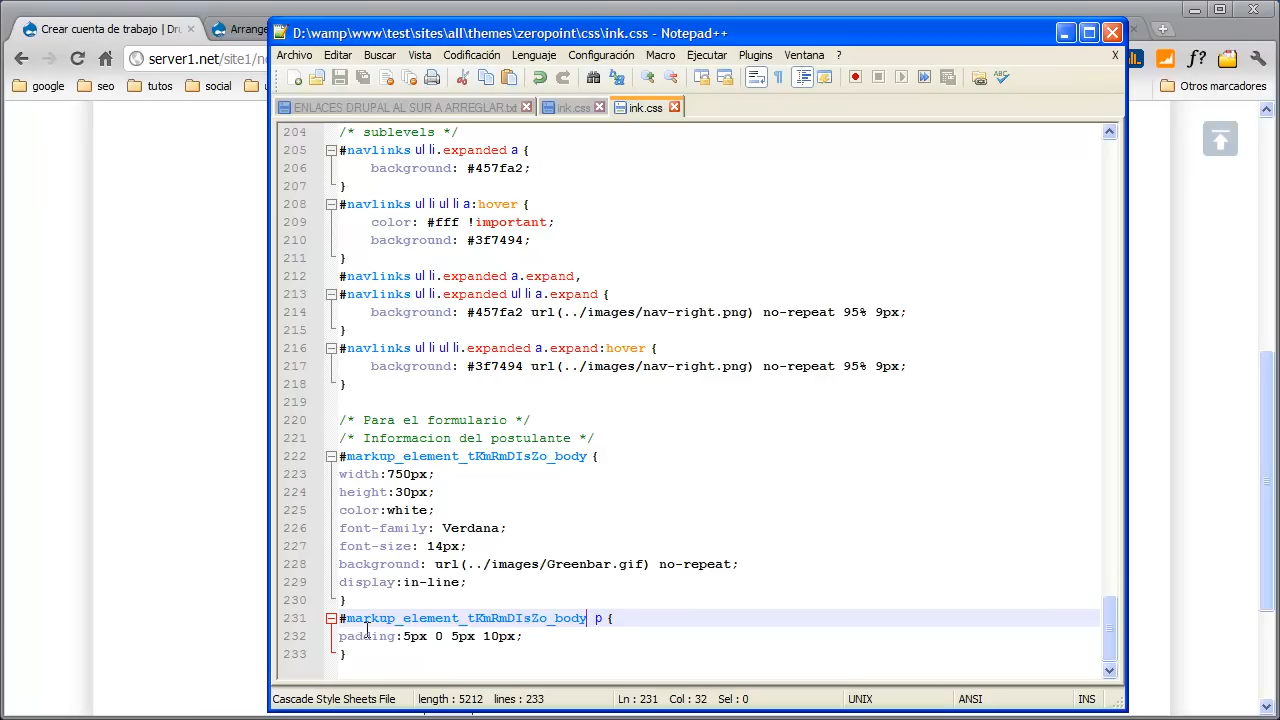 Crear cuenta de trabajo | Dru
Arrange
D:\wamp\www\test\sites\all\themes\zeropoint\css\ink.css - Notepad++
server1.net/site1/no
Archivo Editar Buscar Vista Codificación Lenguaje Configuración Macro Ejecutar Plugins Ventana ? X
google seo tutos social
Otros marcadores
ENLACES DRUPAL AL SUR A ARREGLAR.txt ink.css ink.css
204 /* sublevels */
205 #navlinks ul li.expanded a {
206 background: #457fa2;
207 }
208 #navlinks ul li ul li a:hover {
209 color: #fff !important;
210 background: #3f7494;
211 }
212 #navlinks ul li.expanded a.expand,
213 #navlinks ul li.expanded ul li a.expand {
214 background: #457fa2 url(../images/nav-right.png) no-repeat 95% 9px;
215 }
216 #navlinks ul li ul li.expanded a.expand:hover {
217 background: #3f7494 url(../images/nav-right.png) no-repeat 95% 9px;
218 }
219
220 /* Para el formulario */
221 /* Informacion del postulante */
222 #markup_element_tKmRmDIsZo_body {
223 width:750px;
224 height:30px;
225 color:white;
226 font-family: Verdana;
227 font-size: 14px;
228 background: url(../images/Greenbar.gif) no-repeat;
229 display:in-line;
230 }
231 #markup_element_tKmRmDIsZo_body p {
232 padding:5px 0 5px 10px;
233 }
Cascade Style Sheets File length : 5212 lines : 233 Ln : 231 Col : 32 Sel : 0 UNIX ANSI INS